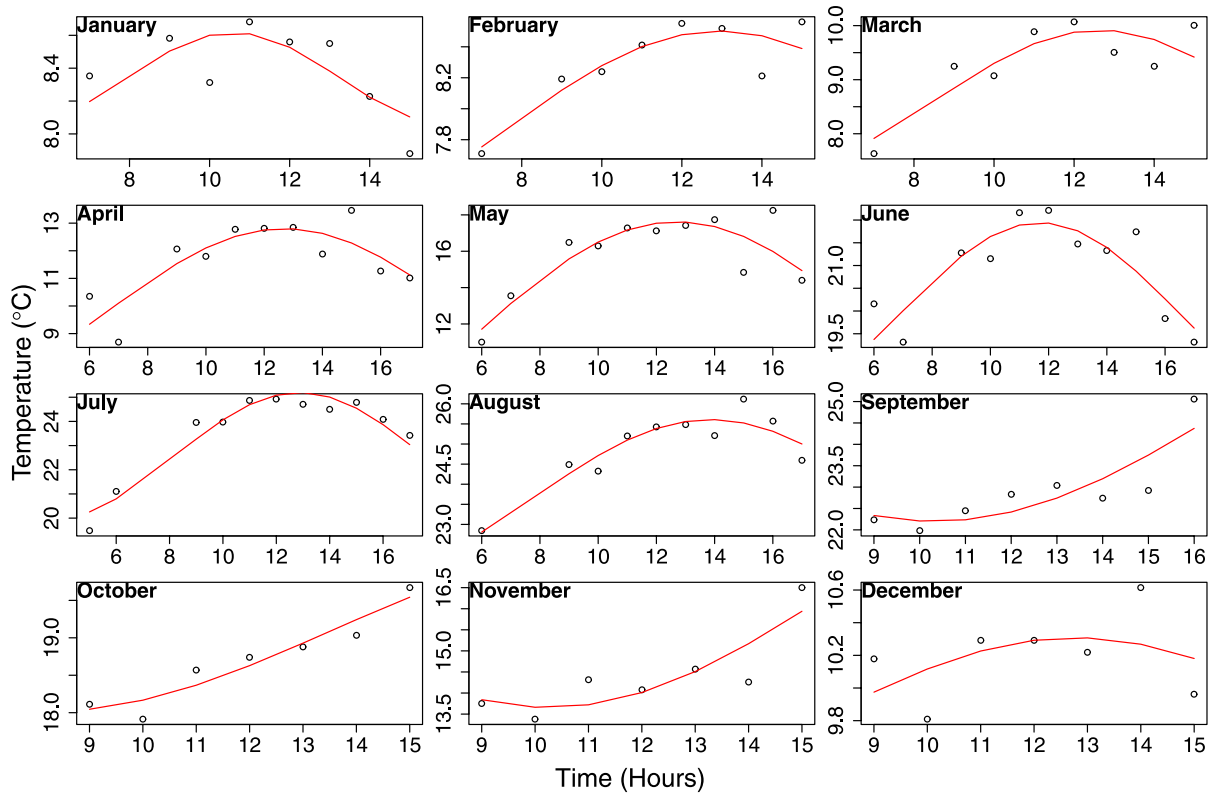 January
8.0 8.4
8 10 12 14
February
7.8 8.2
8 10 12 14
March
8.0 9.0 10.0
8 10 12 14
April
9 11 13
6 8 10 12 14 16
May
12 16
6 8 10 12 14 16
June
19.5 21.0
6 8 10 12 14 16
Temperature (°C)
July
20 22 24
6 8 10 12 14 16
August
23.0 24.5 26.0
6 8 10 12 14 16
September
22.0 23.5 25.0
9 10 11 12 13 14 15 16
October
18.0 19.0
9 10 11 12 13 14 15
November
13.5 15.0 16.5
9 10 11 12 13 14 15
December
9.8 10.2 10.6
9 10 11 12 13 14 15
Time (Hours)